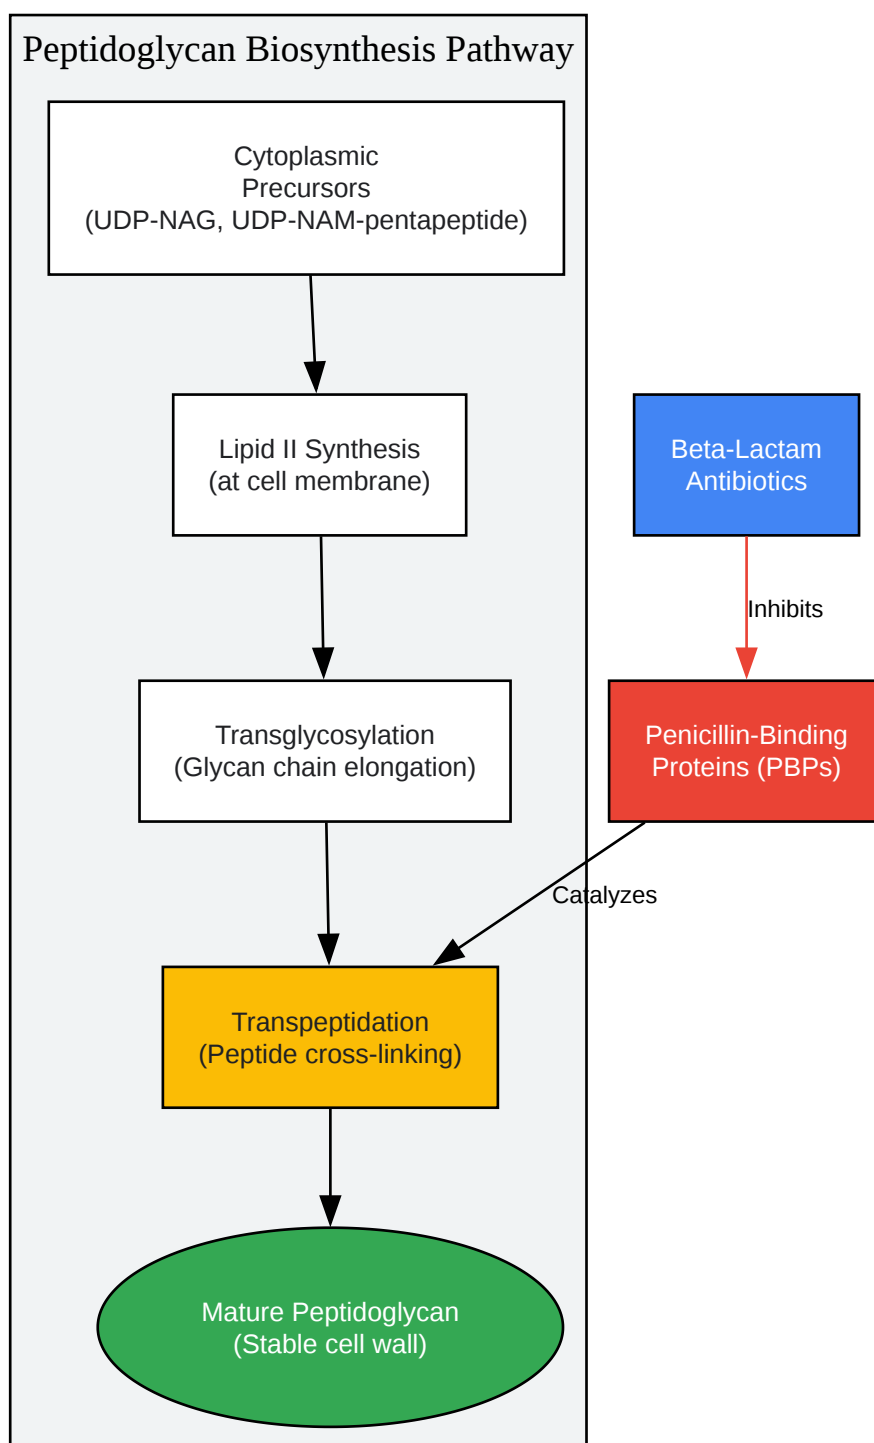 Peptidoglycan Biosynthesis Pathway
Cytoplasmic
Precursors
(UDP-NAG, UDP-NAM-pentapeptide)
Lipid II Synthesis
(at cell membrane)
Beta-Lactam
Antibiotics
Inhibits
Transglycosylation
(Glycan chain elongation)
Penicillin-Binding
Proteins (PBPs)
Catalyzes
Transpeptidation
(Peptide cross-linking)
Mature Peptidoglycan
(Stable cell wall)